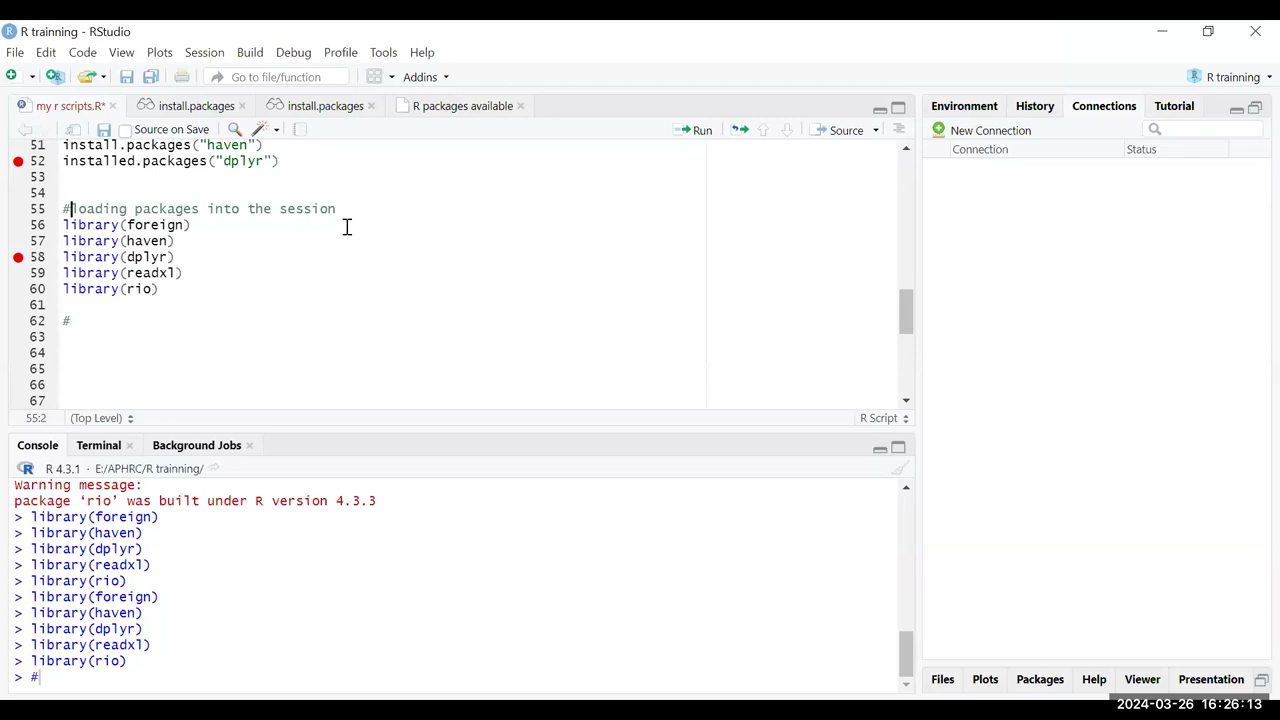 R trainning - RStudio
File Edit Code View Plots Session Build Debug Profile Tools Help
Go to file/function Addins R trainning
my r scripts.R* install.packages install.packages R packages available
Source on Save Run Source
51 install.packages("haven")
52 installed.packages("dplyr")
53
54
55 #loading packages into the session
56 library(foreign)
57 library(haven)
58 library(dplyr)
59 library(readxl)
60 library(rio)
61
62 #
63
64
65
66
67
55:2 (Top Level) R Script
Console Terminal Background Jobs
R 4.3.1 · E:/APHRC/R trainning/
Warning message:
package ‘rio’ was built under R version 4.3.3
> library(foreign)
> library(haven)
> library(dplyr)
> library(readxl)
> library(rio)
> library(foreign)
> library(haven)
> library(dplyr)
> library(readxl)
> library(rio)
> #
Environment History Connections Tutorial
New Connection
Connection Status
Files Plots Packages Help Viewer Presentation
2024-03-26 16:26:13